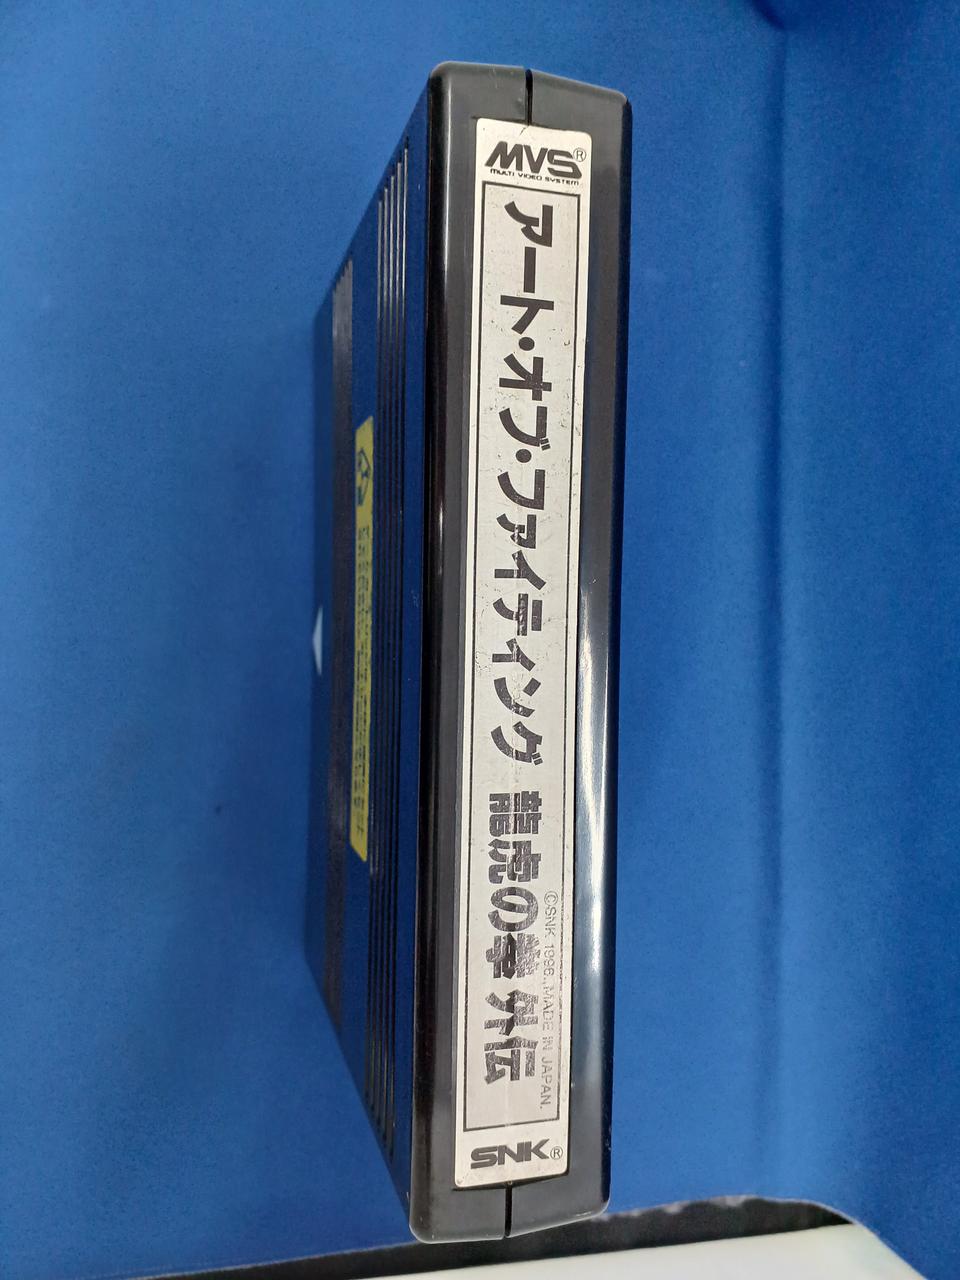 MVS®
MULTI VIDEO SYSTEM
アート・オブ・ファイティング 龍虎の拳 外伝
©SNK 1996, MADE IN JAPAN.
SNK®